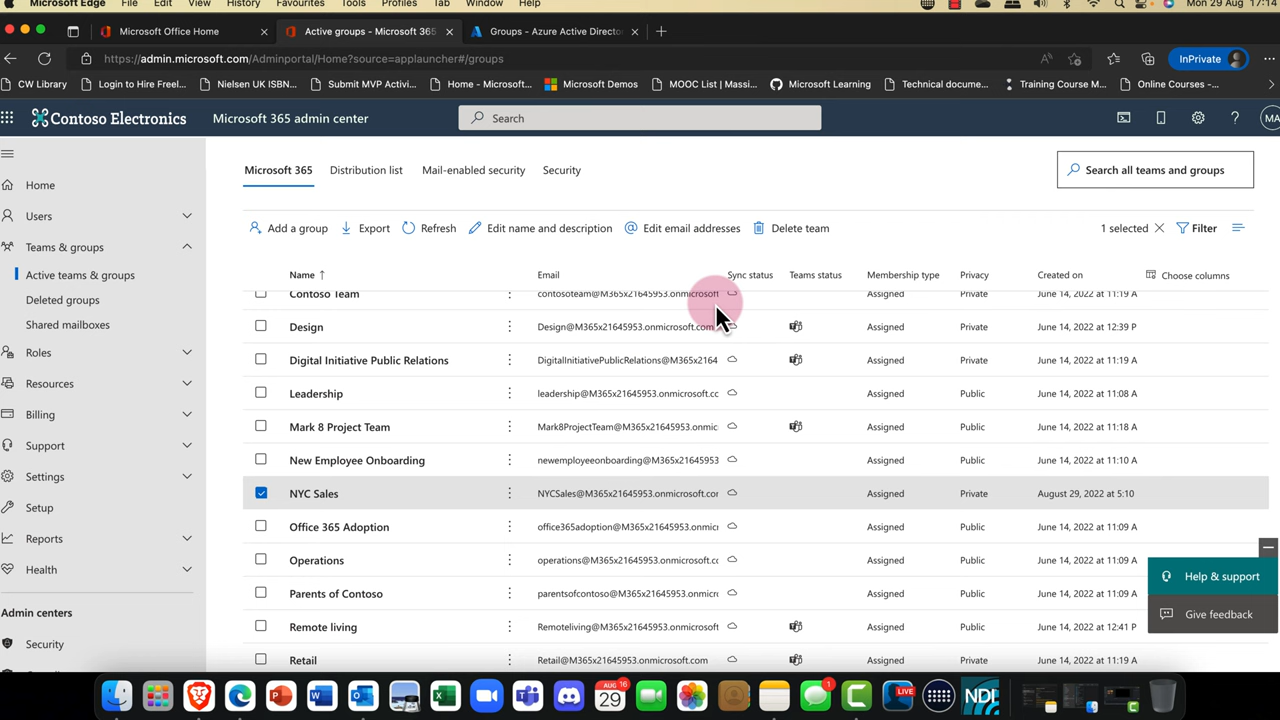 Microsoft Edge File Edit View History Favourites Tools Profiles Tab Window Help Mon 29 Aug 17:14
Microsoft Office Home Active groups - Microsoft 365 Groups - Azure Active Director
https://admin.microsoft.com/Adminportal/Home?source=applauncher#/groups InPrivate
CW Library Login to Hire Freel... Nielsen UK ISBN... Submit MVP Activi... Home - Microsoft... Microsoft Demos MOOC List | Massi... Microsoft Learning Technical docume... Training Course M... Online Courses -...
Contoso Electronics Microsoft 365 admin center Search MA
Microsoft 365 Distribution list Mail-enabled security Security Search all teams and groups
Home
Users
Teams & groups
Active teams & groups
Deleted groups
Shared mailboxes
Roles
Resources
Billing
Support
Settings
Setup
Reports
Health
Admin centers
Security
Add a group Export Refresh Edit name and description Edit email addresses Delete team 1 selected Filter
Name Email Sync status Teams status Membership type Privacy Created on Choose columns
Contoso Team contosoteam@M365x21645953.onmicrosoft Assigned Private June 14, 2022 at 11:19 A
Design Design@M365x21645953.onmicrosoft.com Assigned Private June 14, 2022 at 12:39 P
Digital Initiative Public Relations DigitalInitiativePublicRelations@M365x2164 Assigned Private June 14, 2022 at 11:19 A
Leadership leadership@M365x21645953.onmicrosoft.cc Assigned Public June 14, 2022 at 11:08 A
Mark 8 Project Team Mark8ProjectTeam@M365x21645953.onmicr Assigned Public June 14, 2022 at 11:18 A
New Employee Onboarding newemployeeonboarding@M365x21645953 Assigned Public June 14, 2022 at 11:10 A
NYC Sales NYCSales@M365x21645953.onmicrosoft.cor Assigned Private August 29, 2022 at 5:10
Office 365 Adoption office365adoption@M365x21645953.onmicr Assigned Public June 14, 2022 at 11:09 A
Operations operations@M365x21645953.onmicrosoft.cc Assigned Public June 14, 2022 at 11:09 A
Parents of Contoso parentsofcontoso@M365x21645953.onmicr Assigned Public June 14, 2022 at 11:09 A
Remote living Remoteliving@M365x21645953.onmicrosoft. Assigned Public June 14, 2022 at 12:41 P
Retail Retail@M365x21645953.onmicrosoft.com Assigned Private June 14, 2022 at 11:09 A
Help & support
Give feedback
AUG 29 16 1 LIVE NDI